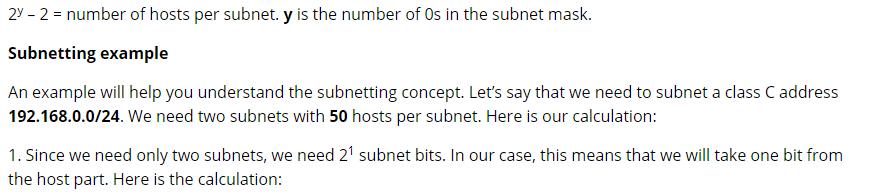 2ʸ – 2 = number of hosts per subnet. y is the number of 0s in the subnet mask.
Subnetting example
An example will help you understand the subnetting concept. Let’s say that we need to subnet a class C address
192.168.0.0/24. We need two subnets with 50 hosts per subnet. Here is our calculation:
1. Since we need only two subnets, we need 2¹ subnet bits. In our case, this means that we will take one bit from
the host part. Here is the calculation: